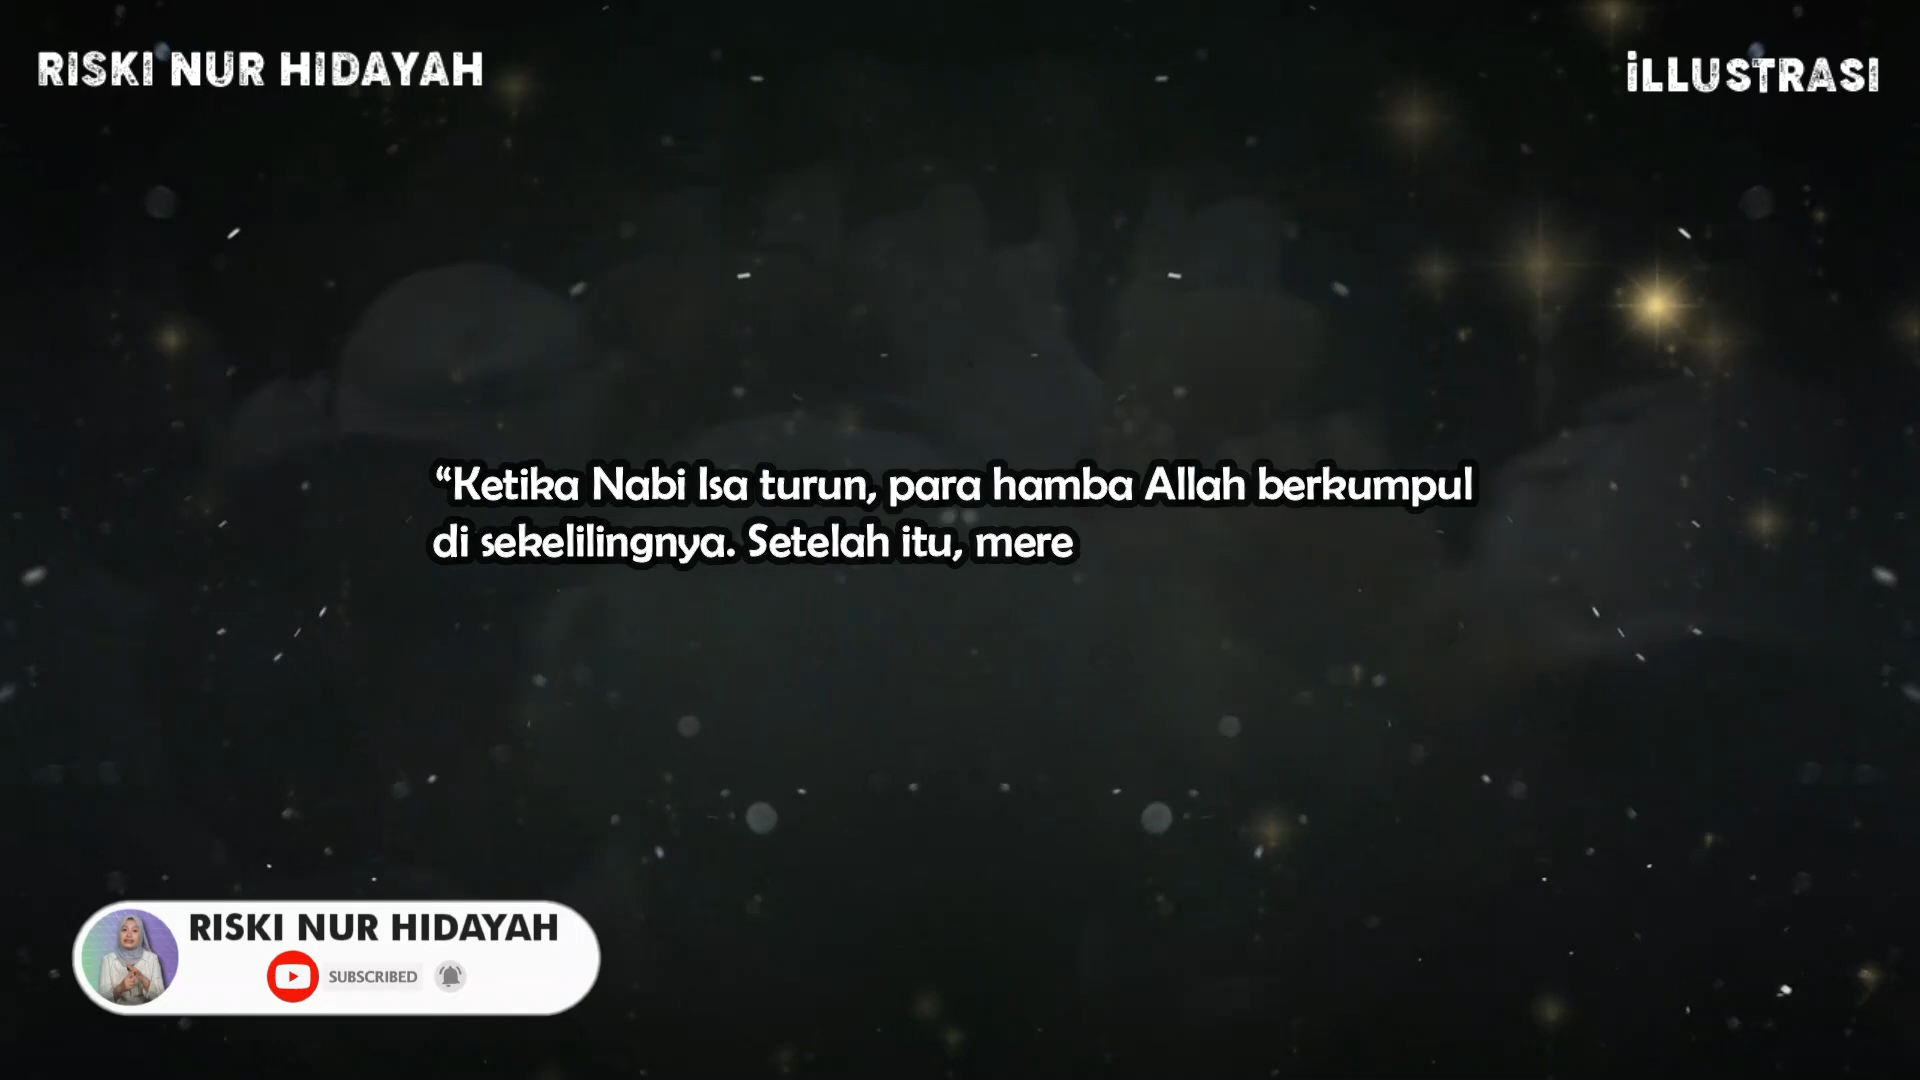 RISKI NUR HIDAYAH
iLLUSTRASI
“Ketika Nabi Isa turun, para hamba Allah berkumpul
di sekelilingnya. Setelah itu, mere
RISKI NUR HIDAYAH
SUBSCRIBED